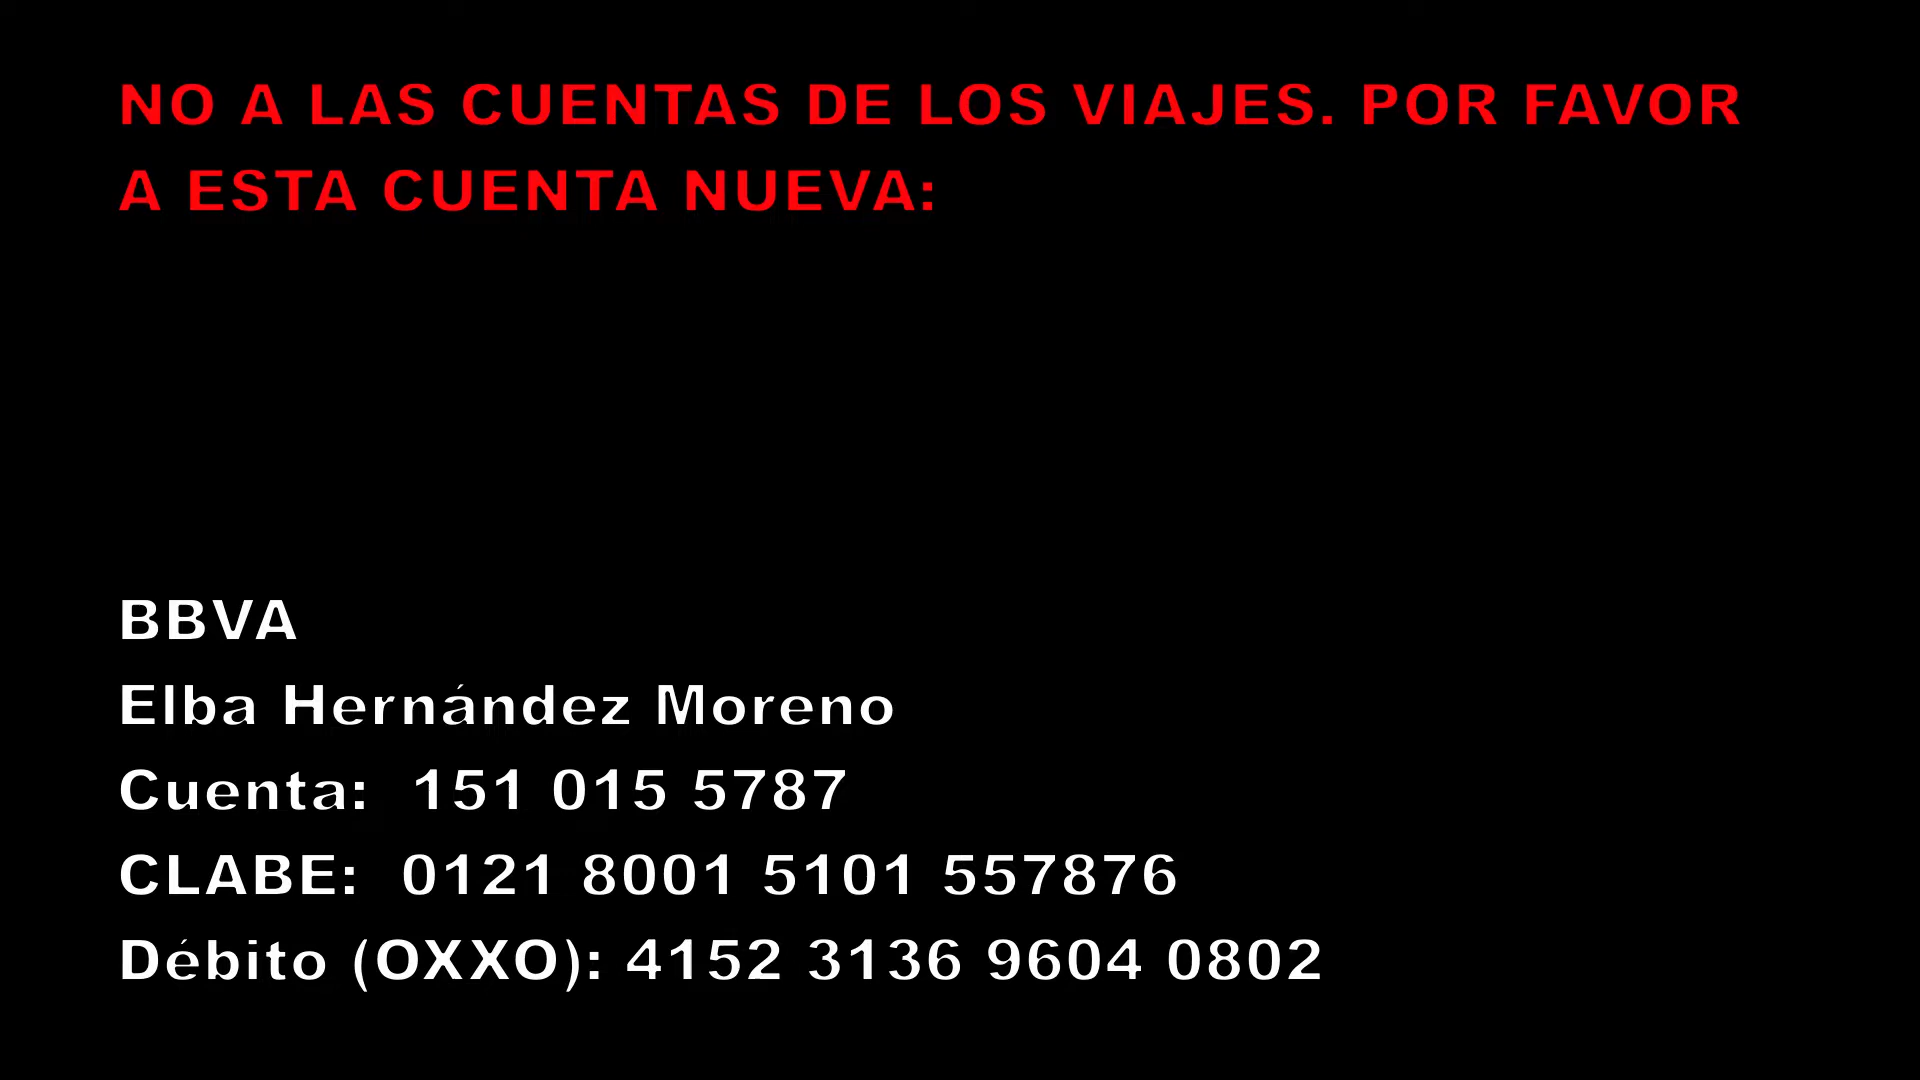 NO A LAS CUENTAS DE LOS VIAJES. POR FAVOR
A ESTA CUENTA NUEVA:
BBVA
Elba Hernández Moreno
Cuenta:  151 015 5787
CLABE:  0121 8001 5101 557876
Débito (OXXO): 4152 3136 9604 0802